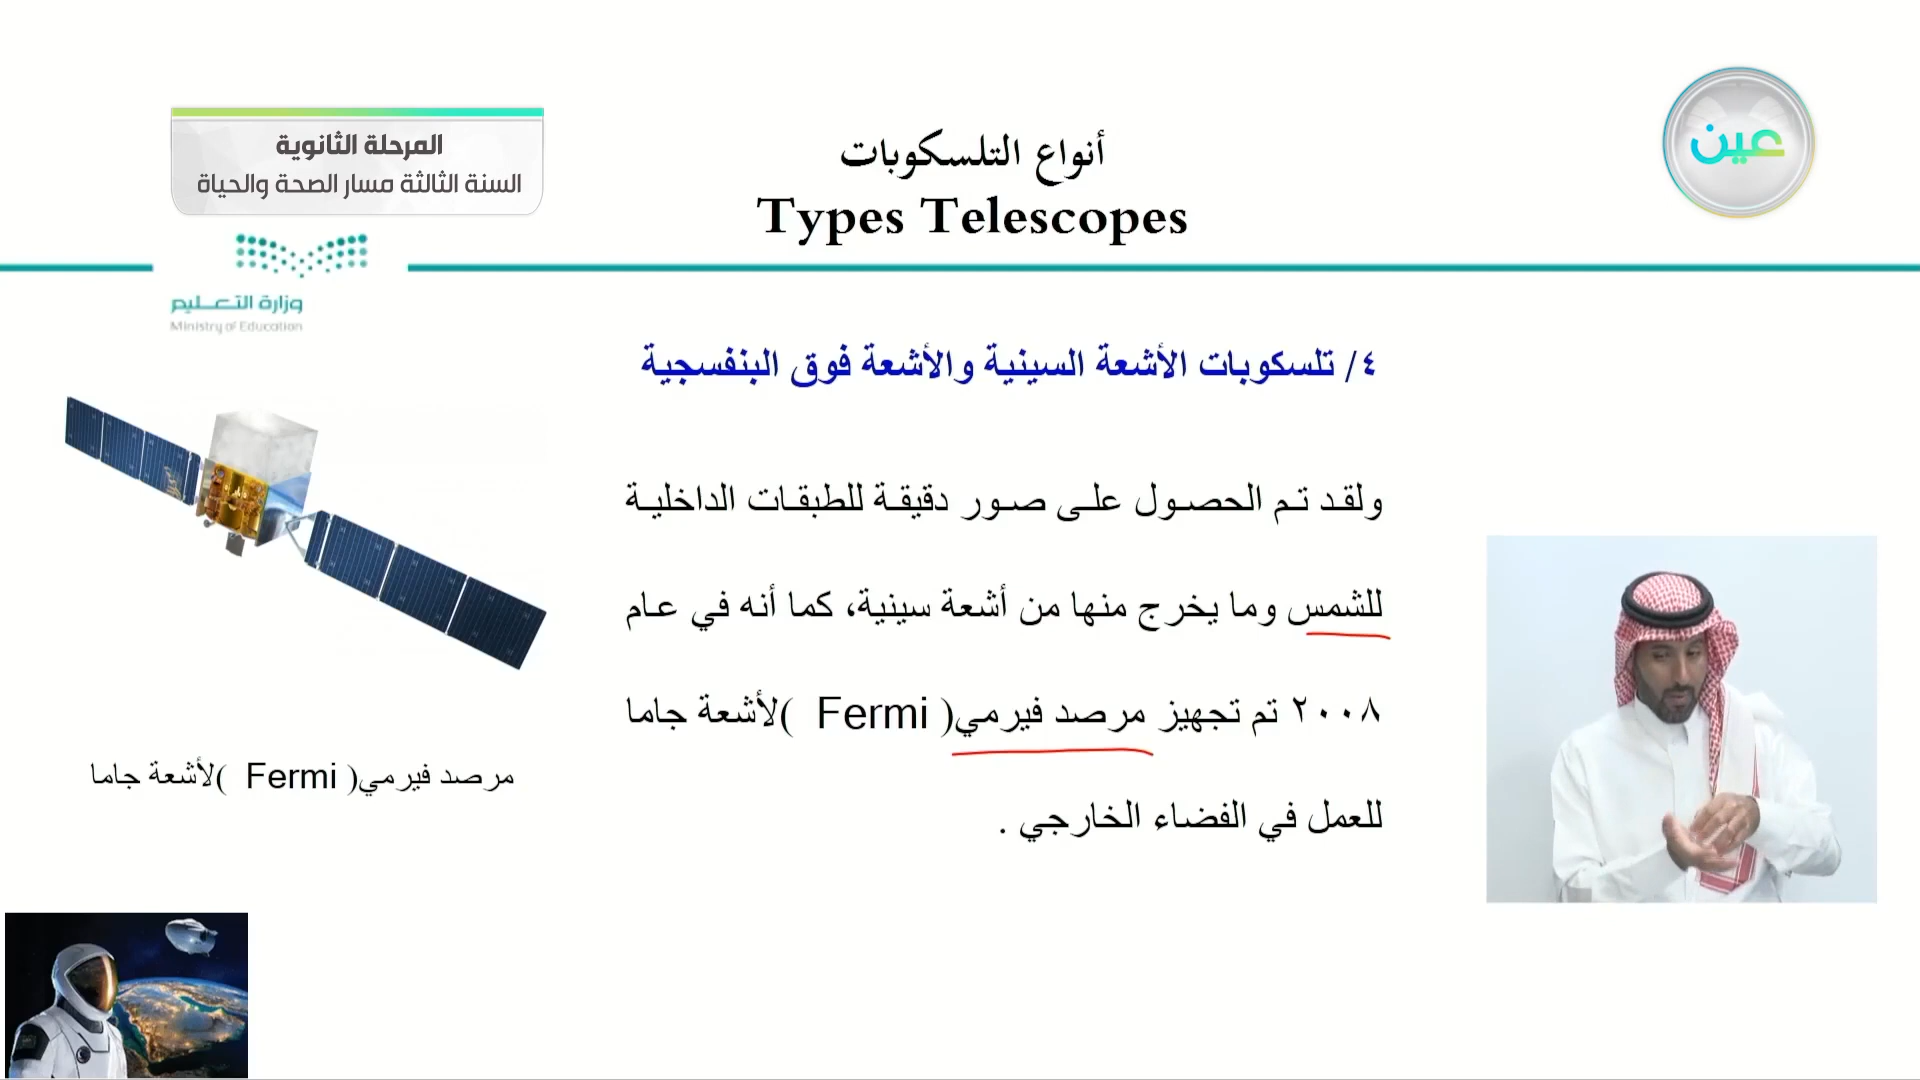 المرحلة الثانوية
السنة الثالثة مسار الصحة والحياة
أنواع التلسكوبات
Types Telescopes
عين
وزارة التعـــليم
Ministry of Education
٤/ تلسكوبات الأشعة السينية والأشعة فوق البنفسجية
ولقد تم الحصول على صور دقيقة للطبقات الداخلية
للشمس وما يخرج منها من أشعة سينية، كما أنه في عام
٢٠٠٨ تم تجهيز مرصد فيرمي( Fermi )لأشعة جاما
للعمل في الفضاء الخارجي .
مرصد فيرمي( Fermi )لأشعة جاما